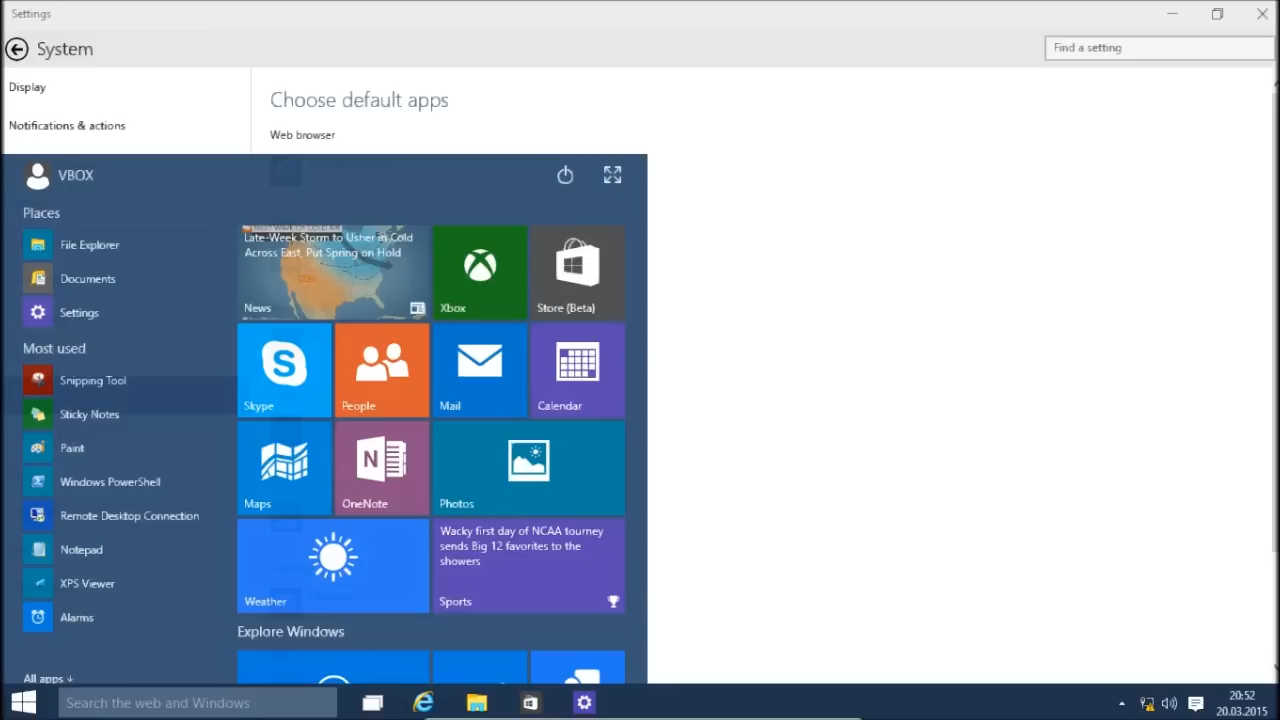 Settings
System
Find a setting
Display
Notifications & actions
Choose default apps
Web browser
VBOX
Places
File Explorer
Documents
Settings
Most used
Snipping Tool
Sticky Notes
Paint
Windows PowerShell
Remote Desktop Connection
Notepad
XPS Viewer
Alarms
All apps
Late-Week Storm to Usher in Cold
Across East, Put Spring on Hold
News
Xbox
Store (Beta)
Skype
People
Mail
Calendar
Maps
N
OneNote
Photos
Weather
Wacky first day of NCAA tourney
sends Big 12 favorites to the
showers
Sports
Explore Windows
Search the web and Windows
20:52
20.03.2015